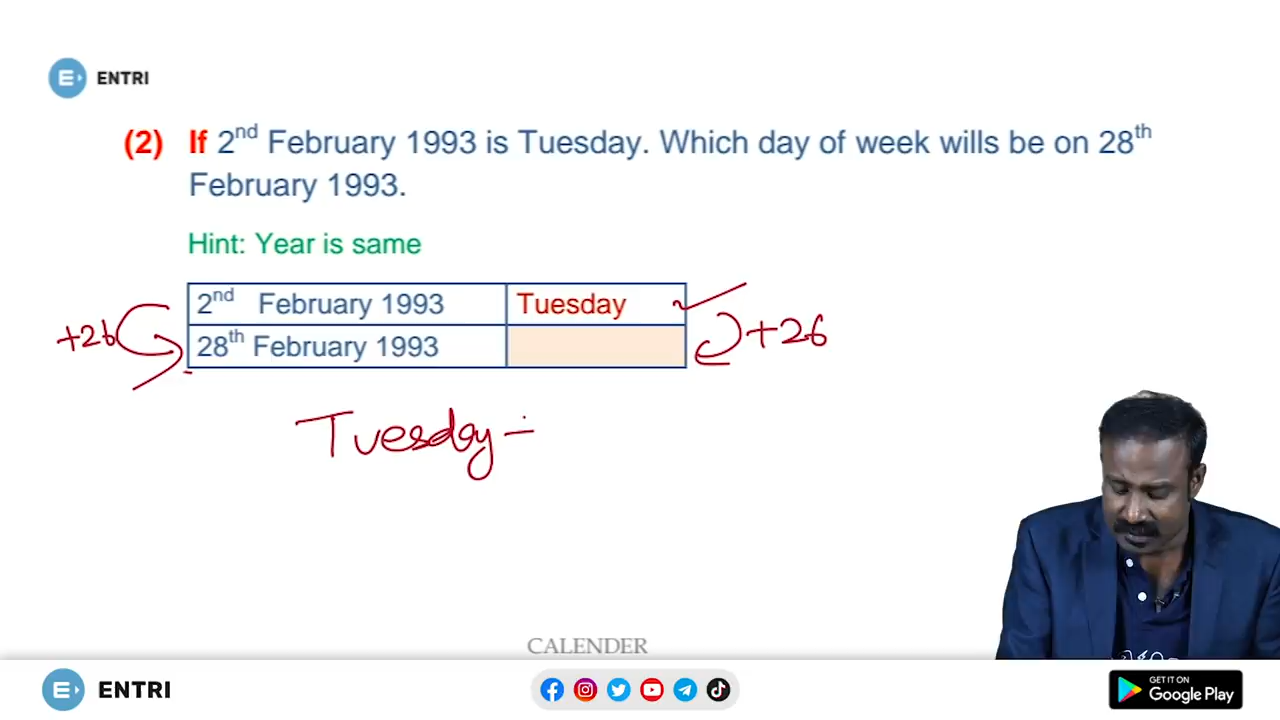 ENTRI
(2) If 2nd February 1993 is Tuesday. Which day of week wills be on 28th
February 1993.
Hint: Year is same
2nd February 1993 Tuesday
+26 +26
28th February 1993
Tuesday
CALENDER
ENTRI
GET IT ON
Google Play